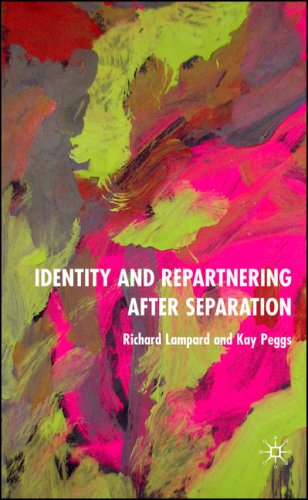 IDENTITY AND REPARTNERING
AFTER SEPARATION
Richard Lampard and Kay Peggs